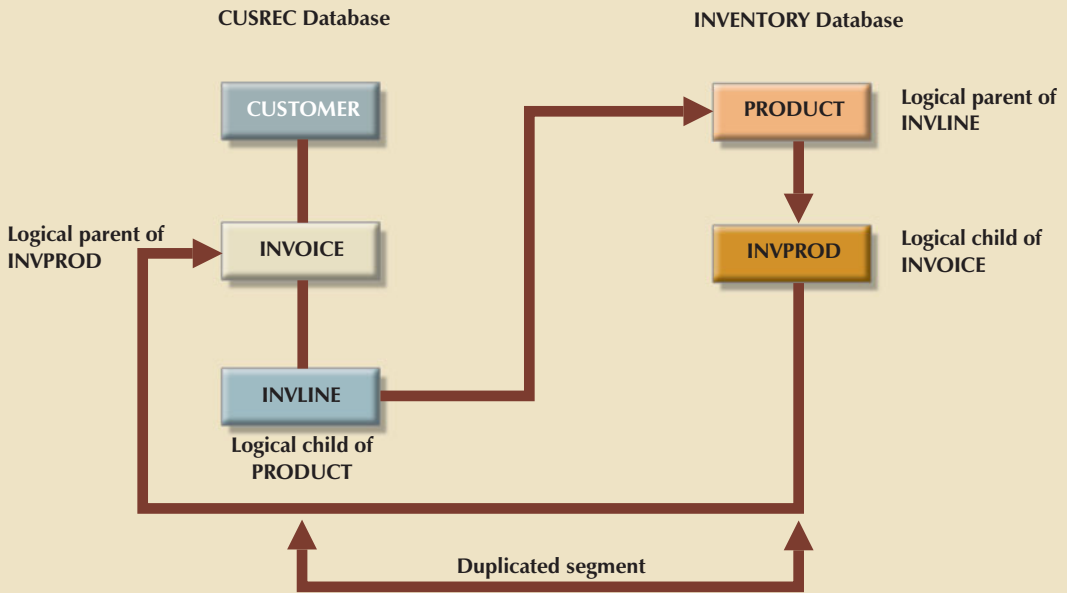 CUSREC Database
INVENTORY Database
CUSTOMER
PRODUCT
Logical parent of
INVLINE
Logical parent of
INVPROD
INVOICE
INVPROD
Logical child of
INVOICE
INVLINE
Logical child of
PRODUCT
Duplicated segment